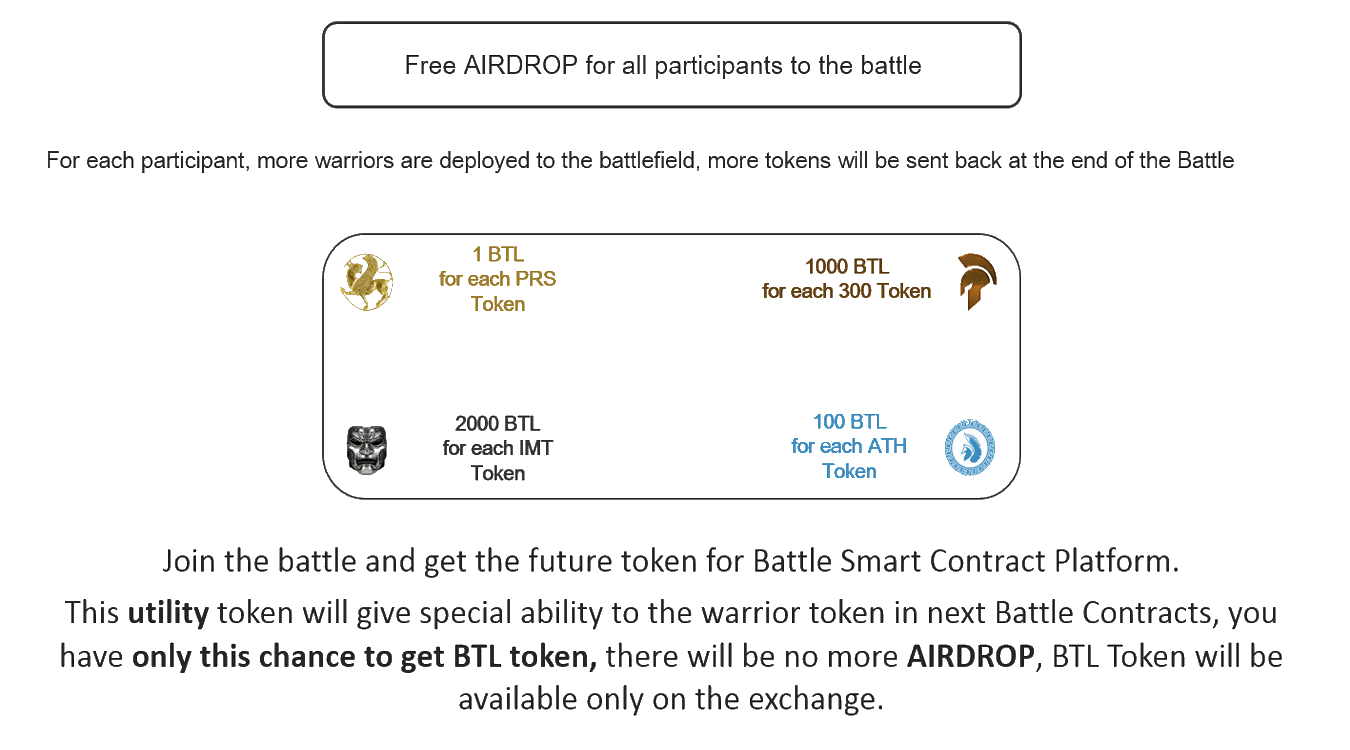 Free AIRDROP for all participants to the battle
For each participant, more warriors are deployed to the battlefield, more tokens will be sent back at the end of the Battle
1 BTL
for each PRS
Token
1000 BTL
for each 300 Token
2000 BTL
for each IMT
Token
100 BTL
for each ATH
Token
Join the battle and get the future token for Battle Smart Contract Platform.
This utility token will give special ability to the warrior token in next Battle Contracts, you
have only this chance to get BTL token, there will be no more AIRDROP, BTL Token will be
available only on the exchange.